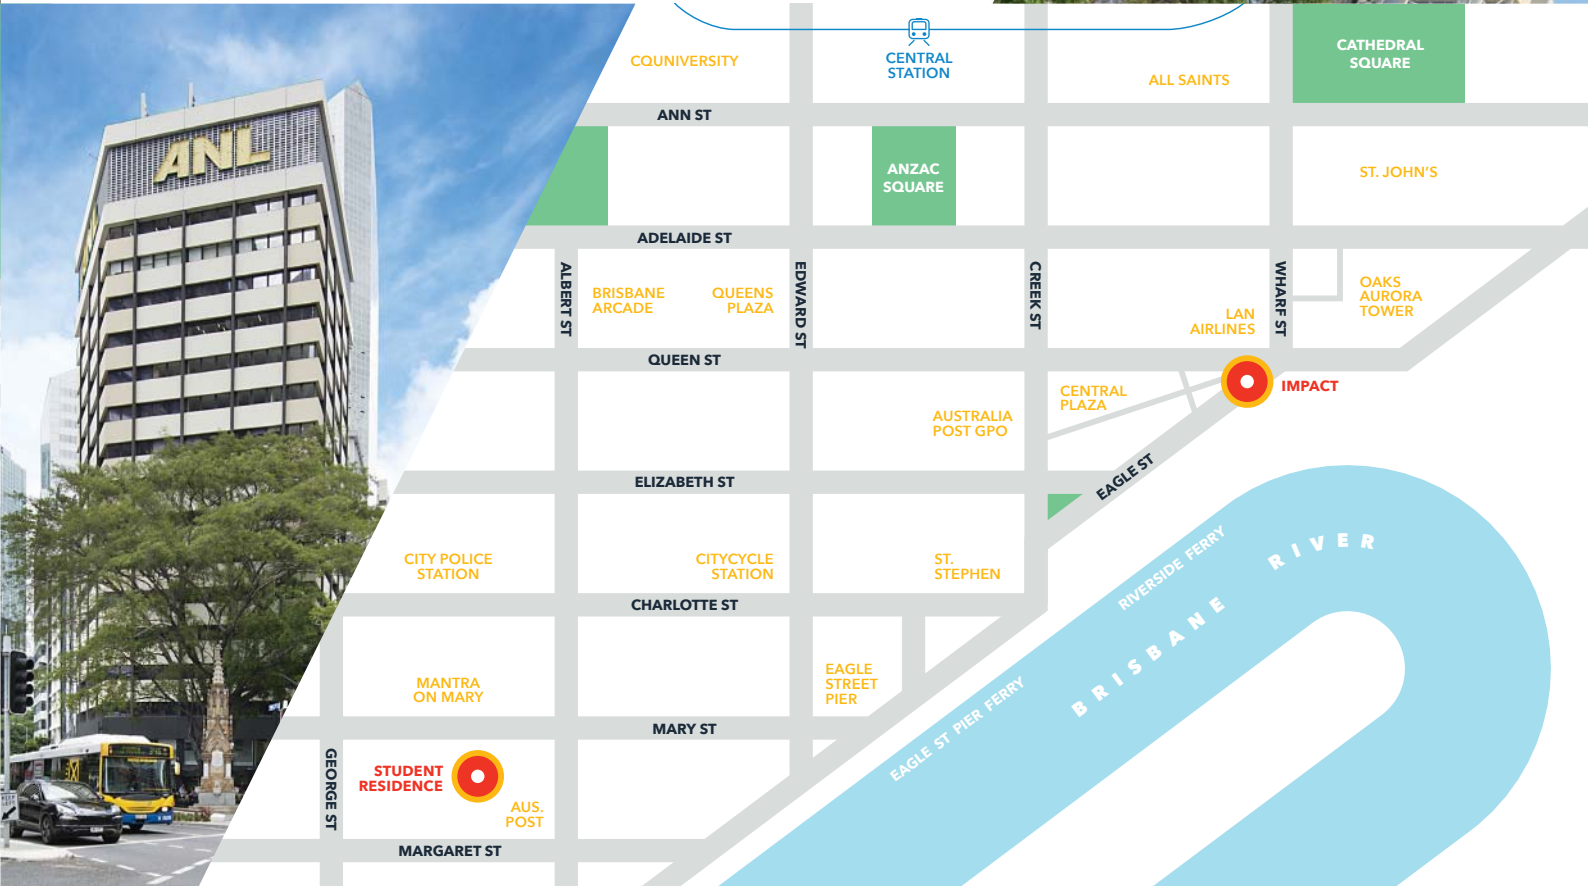 CENTRAL
STATION
CQUNIVERSITY
ALL SAINTS
CATHEDRAL
SQUARE
ANN ST
ANL
ANZAC
SQUARE
ST. JOHN'S
ADELAIDE ST
ALBERT ST
BRISBANE
ARCADE
QUEENS
PLAZA
EDWARD ST
CREEK ST
LAN
AIRLINES
WHARF ST
OAKS
AURORA
TOWER
QUEEN ST
CENTRAL
PLAZA
IMPACT
AUSTRALIA
POST GPO
EAGLE ST
ELIZABETH ST
CITY POLICE
STATION
CITYCYCLE
STATION
ST.
STEPHEN
RIVERSIDE FERRY
BRISBANE RIVER
CHARLOTTE ST
MANTRA
ON MARY
EAGLE
STREET
PIER
EAGLE ST PIER FERRY
MARY ST
GEORGE ST
STUDENT
RESIDENCE
AUS.
POST
MARGARET ST